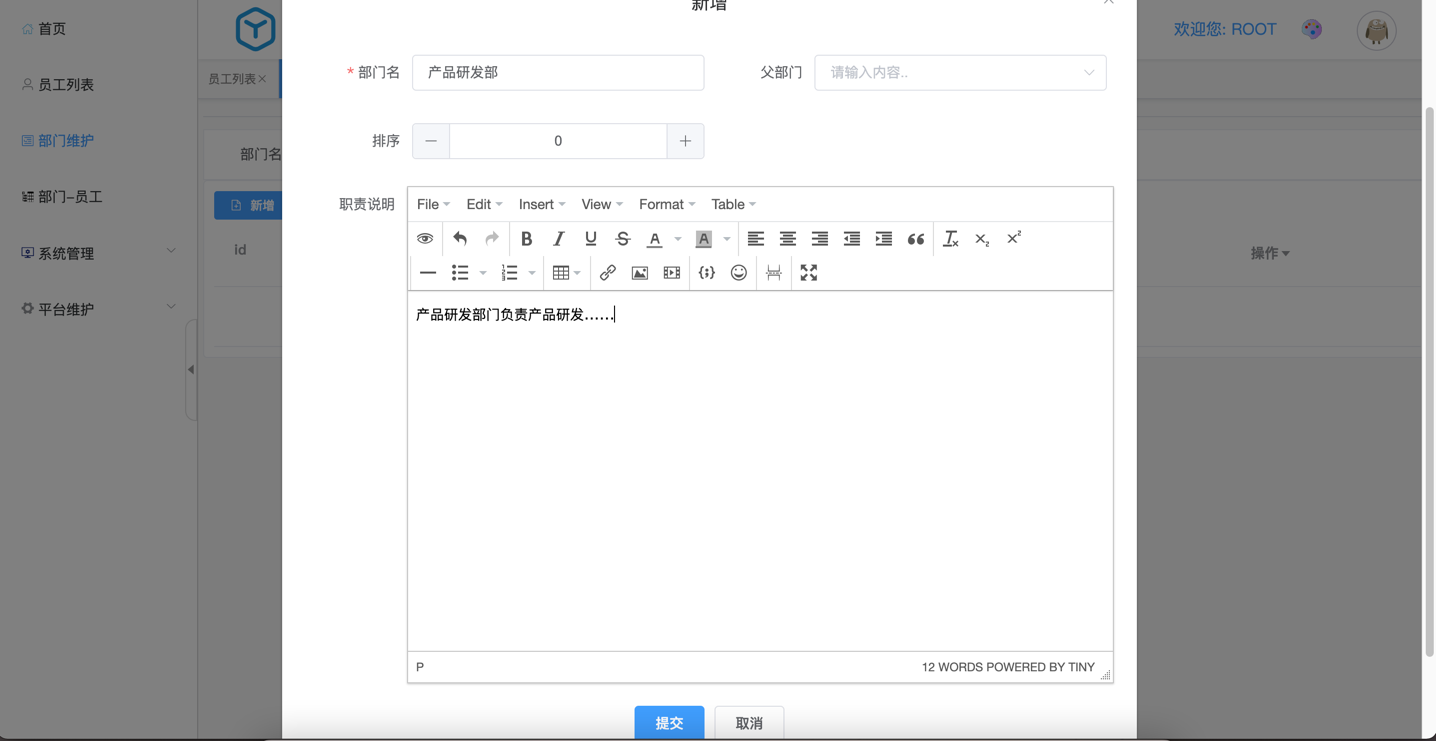 新增
首页
欢迎您: ROOT
员工列表
员工列表
* 部门名 产品研发部
父部门 请输入内容..
部门维护
排序 0
部门名
部门–员工
新增
职责说明
File Edit Insert View Format Table
系统管理
id
操作
平台维护
产品研发部门负责产品研发......
P
12 WORDS POWERED BY TINY
提交 取消